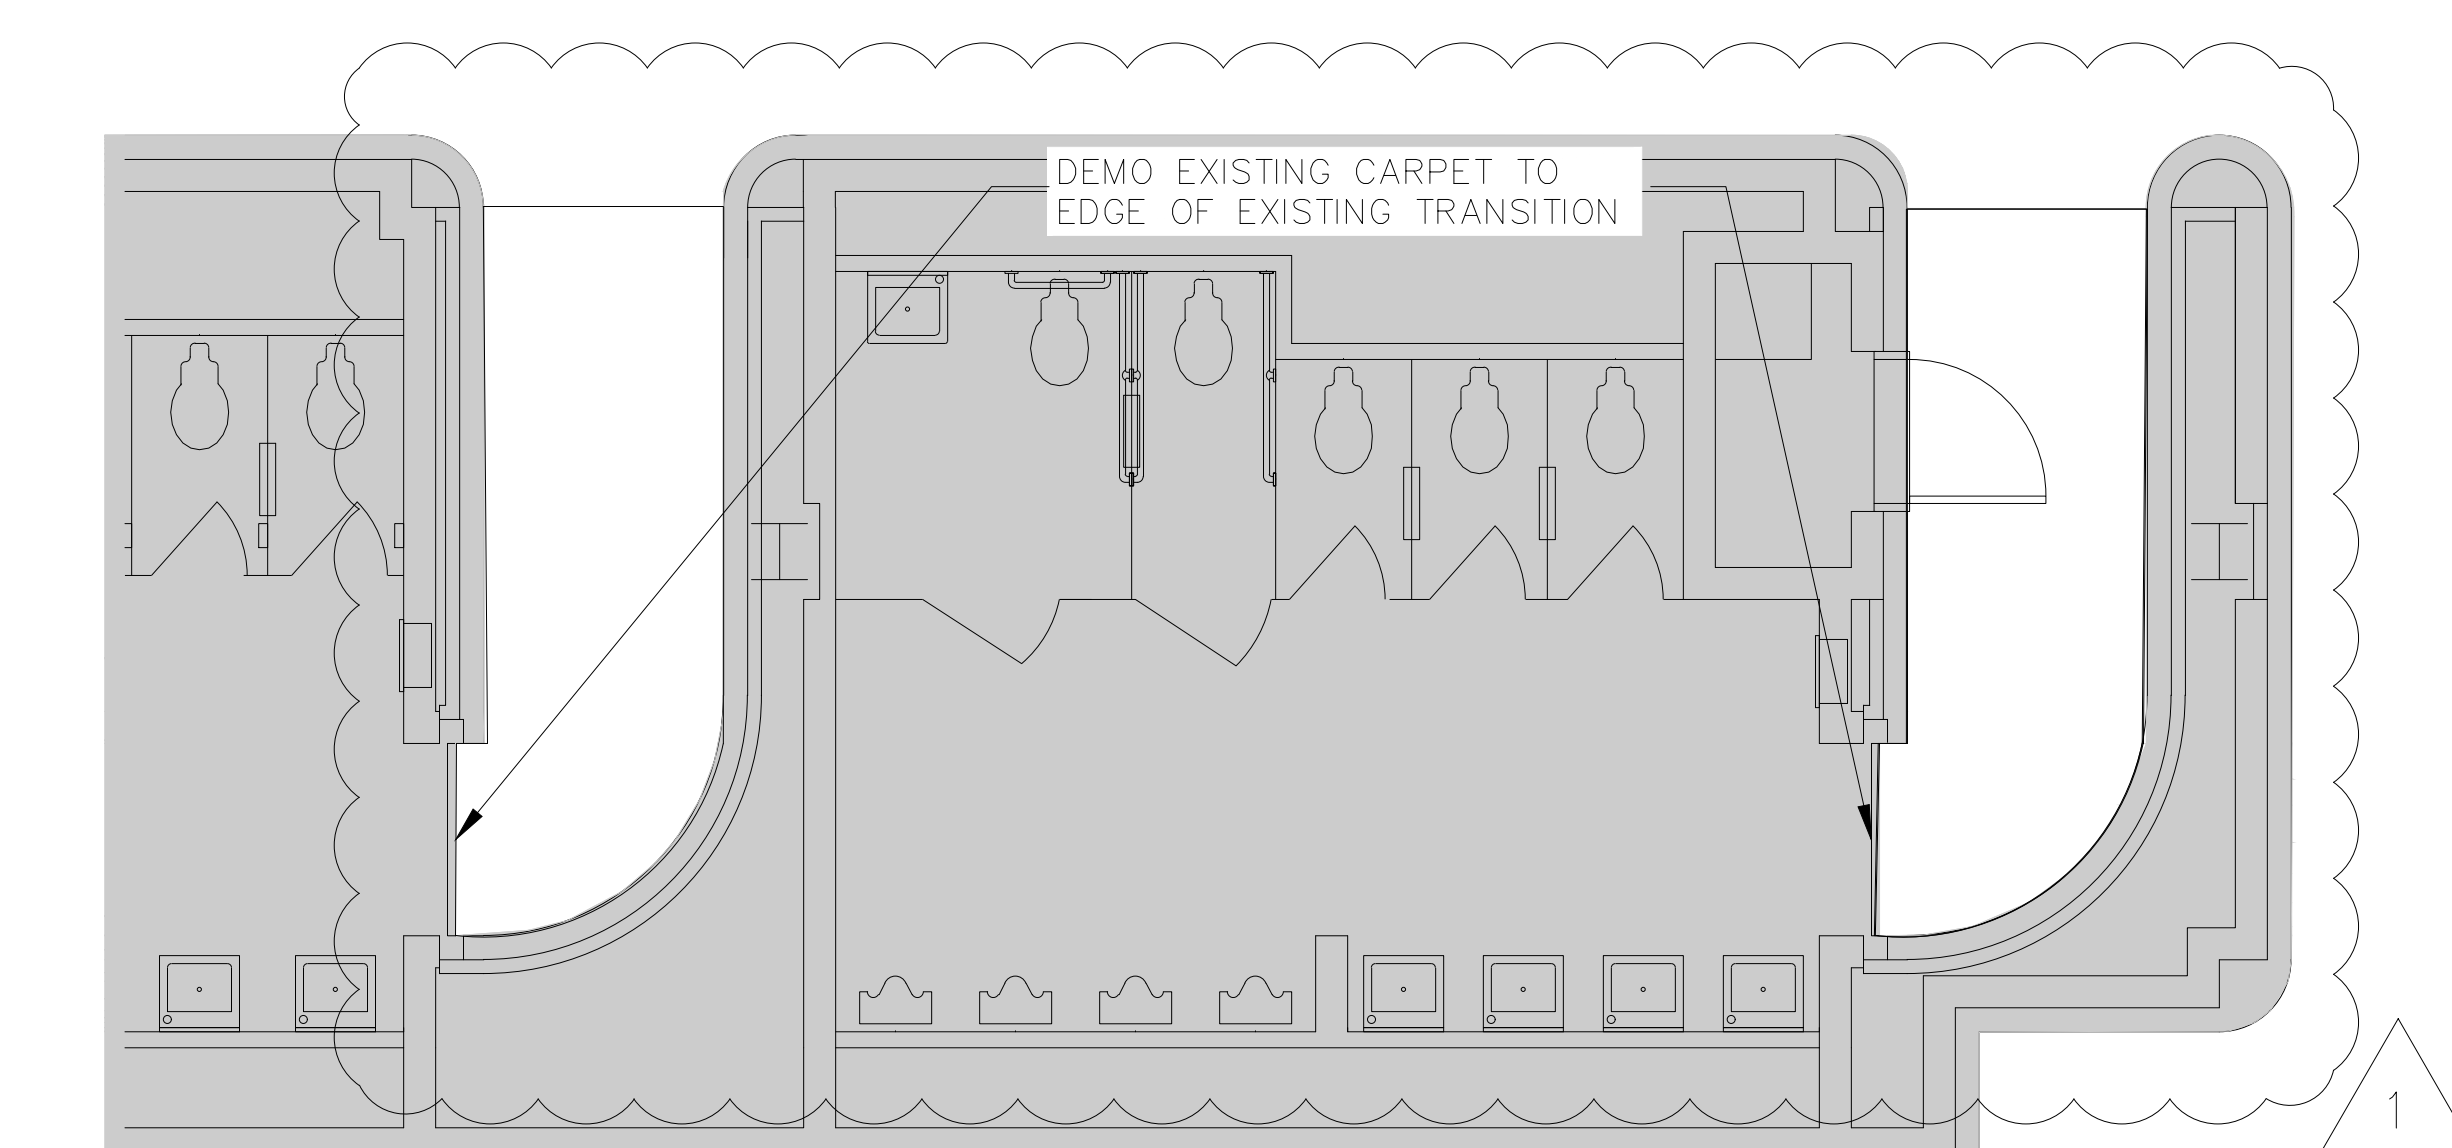 DEMO EXISTING CARPET TO
EDGE OF EXISTING TRANSITION
1